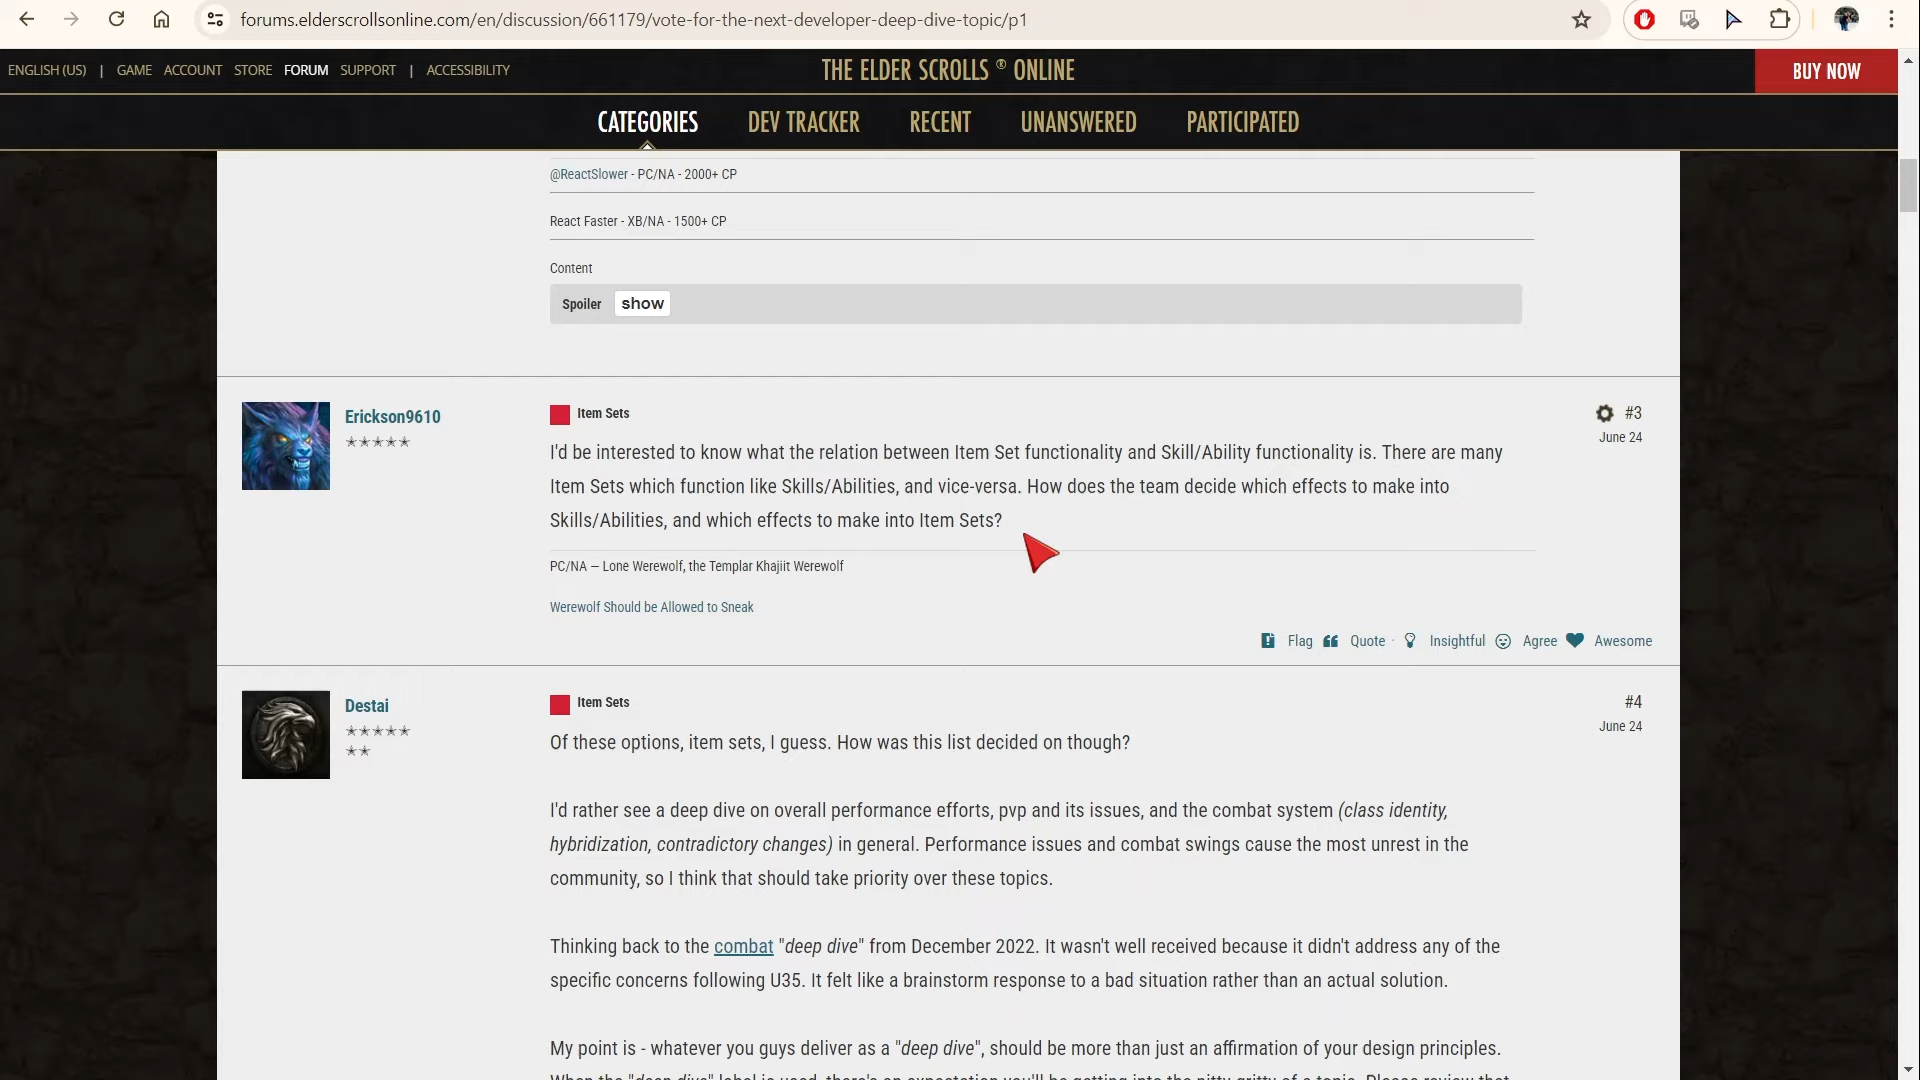 forums.elderscrollsonline.com/en/discussion/661179/vote-for-the-next-developer-deep-dive-topic/p1
ENGLISH (US) | GAME ACCOUNT STORE FORUM SUPPORT | ACCESSIBILITY
THE ELDER SCROLLS ® ONLINE
BUY NOW
CATEGORIES DEV TRACKER RECENT UNANSWERED PARTICIPATED
@ReactSlower - PC/NA - 2000+ CP
React Faster - XB/NA - 1500+ CP
Content
Spoiler show
Erickson9610
Item Sets
#3
June 24
I'd be interested to know what the relation between Item Set functionality and Skill/Ability functionality is. There are many
Item Sets which function like Skills/Abilities, and vice-versa. How does the team decide which effects to make into
Skills/Abilities, and which effects to make into Item Sets?
PC/NA — Lone Werewolf, the Templar Khajiit Werewolf
Werewolf Should be Allowed to Sneak
Flag Quote · Insightful Agree Awesome
Destai
Item Sets
#4
June 24
Of these options, item sets, I guess. How was this list decided on though?
I'd rather see a deep dive on overall performance efforts, pvp and its issues, and the combat system (class identity,
hybridization, contradictory changes) in general. Performance issues and combat swings cause the most unrest in the
community, so I think that should take priority over these topics.
Thinking back to the combat "deep dive" from December 2022. It wasn't well received because it didn't address any of the
specific concerns following U35. It felt like a brainstorm response to a bad situation rather than an actual solution.
My point is - whatever you guys deliver as a "deep dive", should be more than just an affirmation of your design principles.
When the "deep dive" label is used, there's an expectation you'll be getting into the nitty gritty of a topic. Please review that